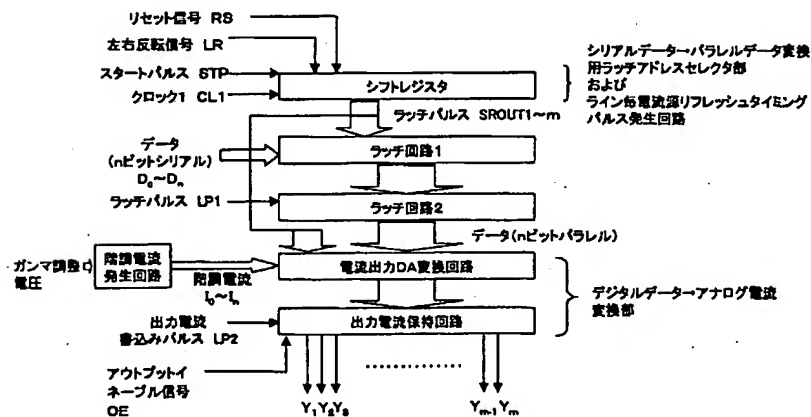 リセット信号 RS
左右反転信号 LR
スタートパルス STP
クロック1 CL1
シフトレジスタ
シリアルデータ→パラレルデータ変換
用ラッチアドレスセレクタ部
および
ライン毎電流源リフレッシュタイミング
パルス発生回路
ラッチパルス SROUT1~m
データ
(nビットシリアル)
D₀~Dₙ
ラッチ回路1
ラッチパルス LP1
ラッチ回路2
データ(nビットパラレル)
ガンマ調整
電圧
階調電流
発生回路
階調電流
I₀~Iₙ
電流出力DA変換回路
出力電流
書込みパルス LP2
出力電流保持回路
デジタルデータ→アナログ電流
変換部
アウトプットイ
ネーブル信号
OE
Y₁ Y₂ Y₃ Yₘ₋₁ Yₘ